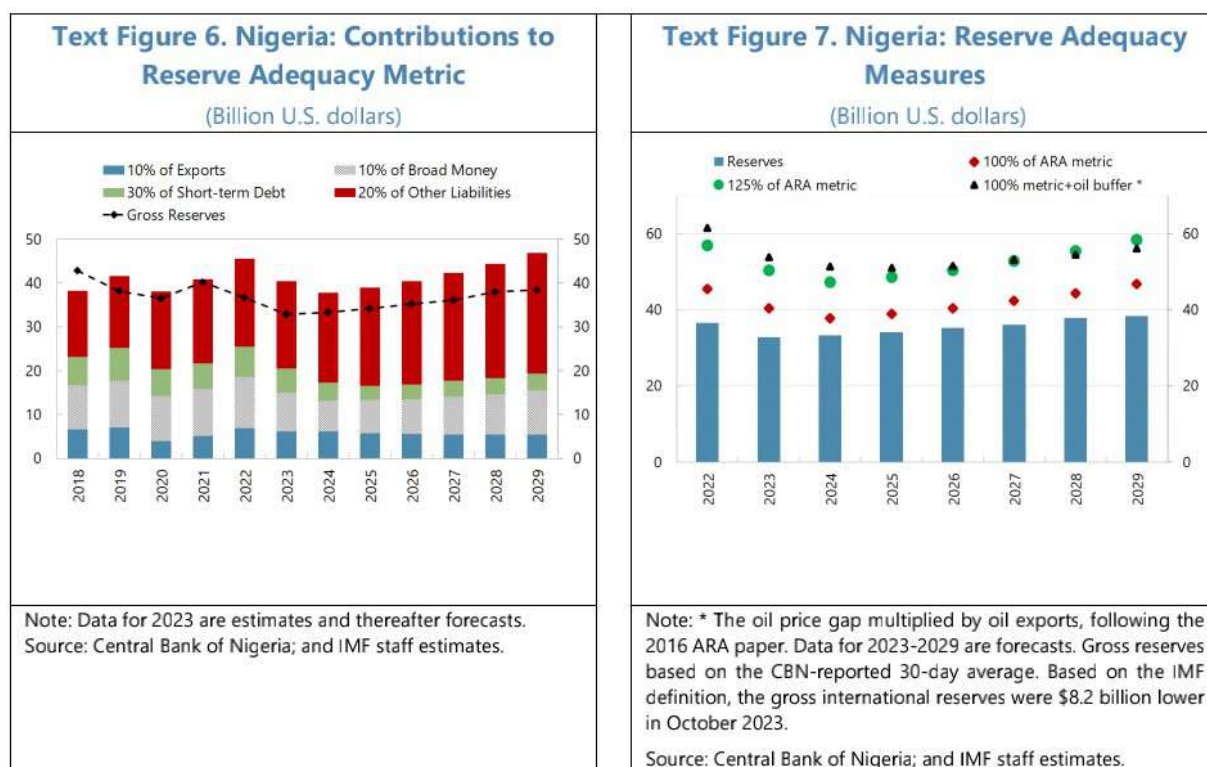 Text Figure 6. Nigeria: Contributions to
Reserve Adequacy Metric
(Billion U.S. dollars)
10% of Exports
10% of Broad Money
30% of Short-term Debt
20% of Other Liabilities
Gross Reserves
50
40
30
20
10
0
50
40
30
20
10
0
2018
2019
2020
2021
2022
2023
2024
2025
2026
2027
2028
2029
Note: Data for 2023 are estimates and thereafter forecasts.
Source: Central Bank of Nigeria; and IMF staff estimates.
Text Figure 7. Nigeria: Reserve Adequacy
Measures
(Billion U.S. dollars)
Reserves
100% of ARA metric
125% of ARA metric
100% metric+oil buffer *
60
40
20
0
60
40
20
0
2022
2023
2024
2025
2026
2027
2028
2029
Note: * The oil price gap multiplied by oil exports, following the
2016 ARA paper. Data for 2023-2029 are forecasts. Gross reserves
based on the CBN-reported 30-day average. Based on the IMF
definition, the gross international reserves were $8.2 billion lower
in October 2023.
Source: Central Bank of Nigeria; and IMF staff estimates.